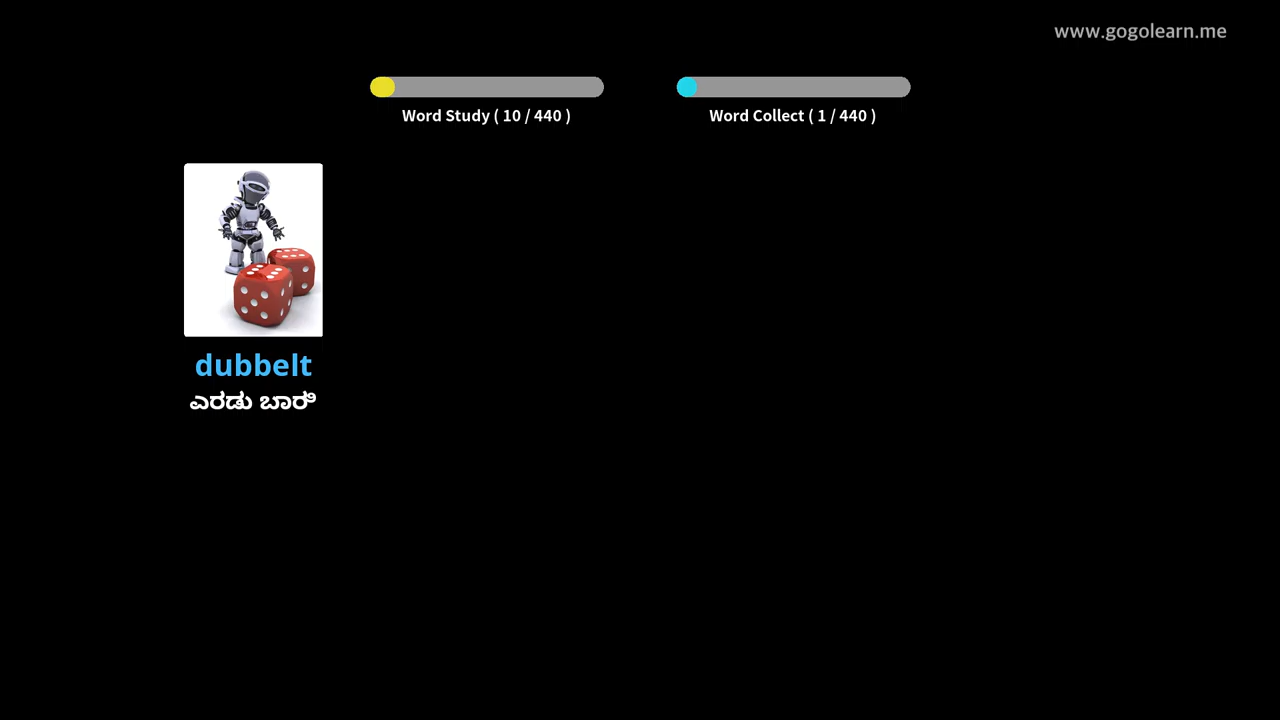 www.gogolearn.me
Word Study ( 10 / 440 )
Word Collect ( 1 / 440 )
dubbelt
ಎರಡು ಬಾರಿ